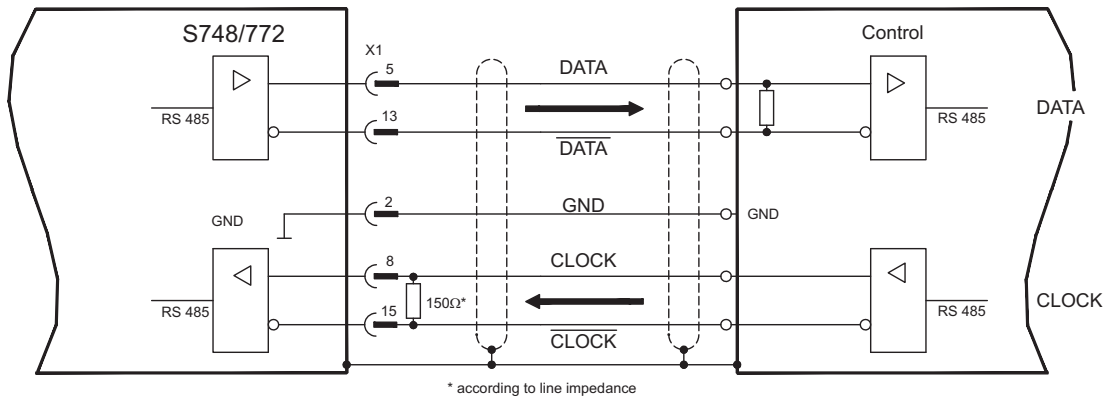 S748/772
Control
X1
5
DATA
DATA
RS 485
RS 485
13
DATA
2
GND
GND
GND
8
CLOCK
CLOCK
RS 485
150Ω*
RS 485
15
CLOCK
* according to line impedance